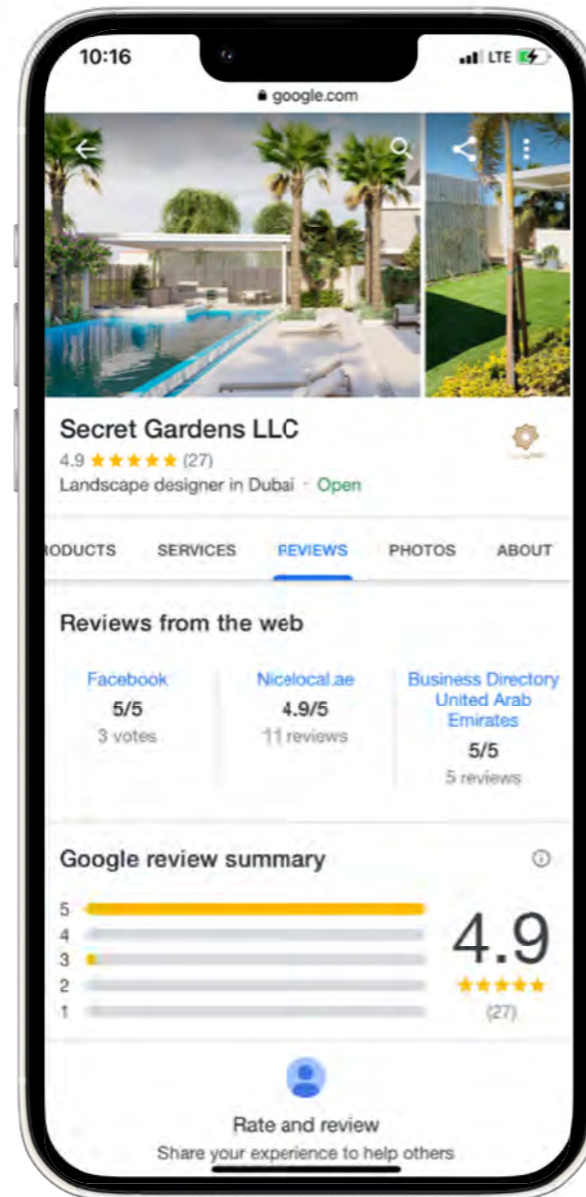 10:16
LTE
google.com
Secret Gardens LLC
4.9 ★★★★★ (27)
Landscape designer in Dubai · Open
RODUCTS SERVICES REVIEWS PHOTOS ABOUT
Reviews from the web
Facebook
5/5
3 votes
Nicelocal.ae
4.9/5
11 reviews
Business Directory
United Arab
Emirates
5/5
5 reviews
Google review summary
5
4
3
2
1
4.9
★★★★★
(27)
Rate and review
Share your experience to help others